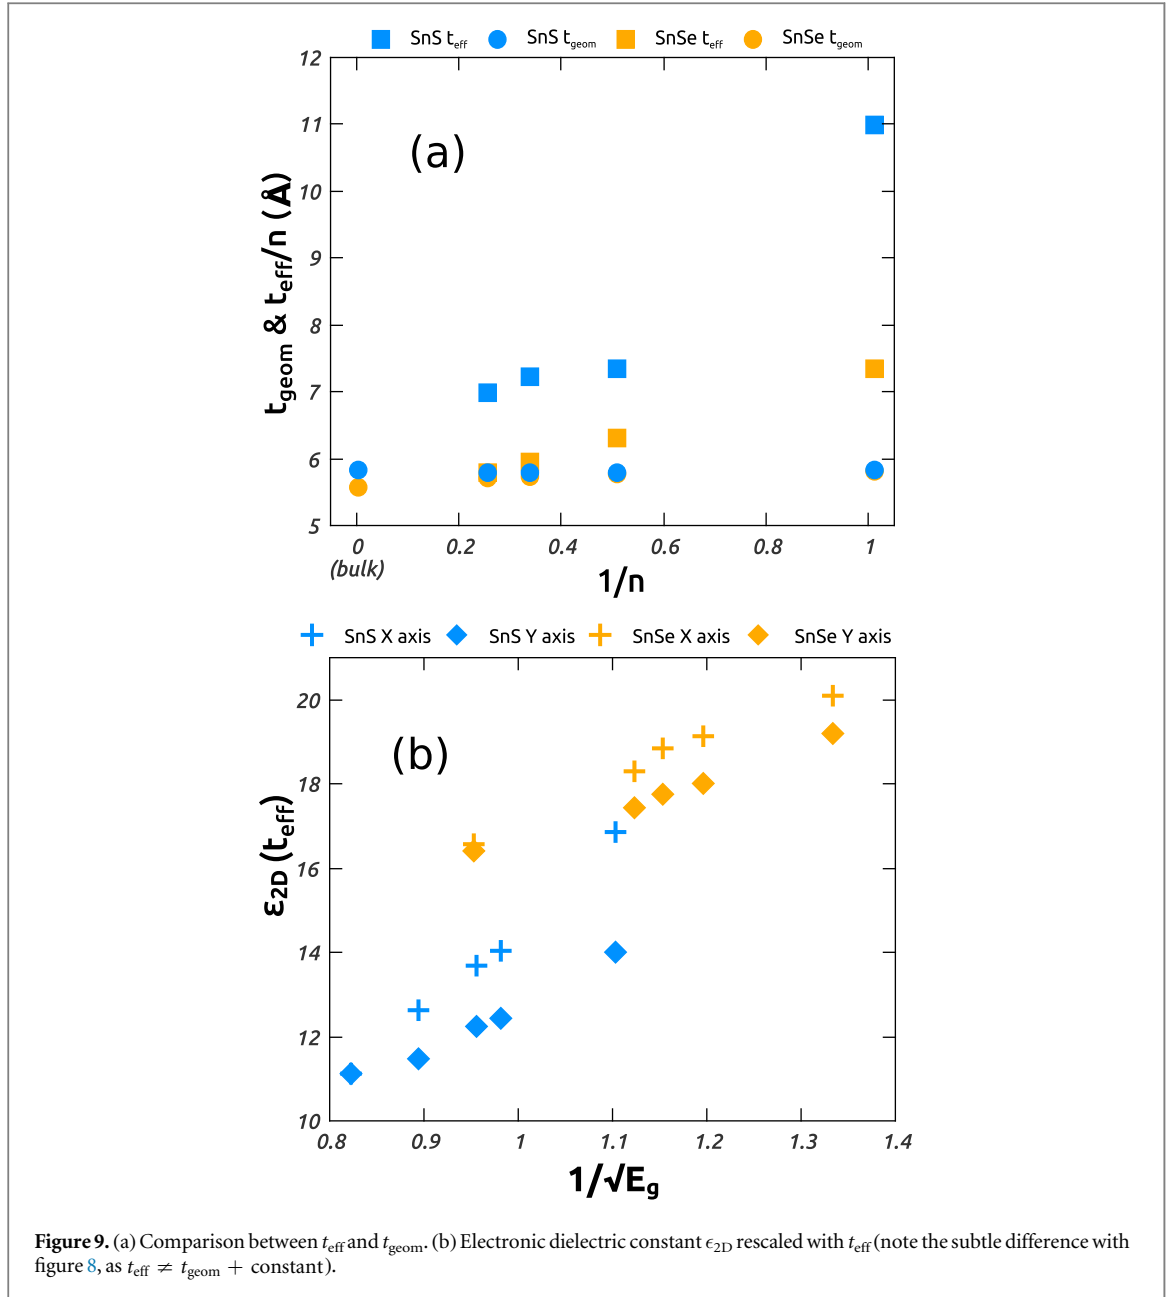 SnS t_eff SnS t_geom SnSe t_eff SnSe t_geom
12
11
10
9
8
7
6
5
(a)
t_geom & t_eff/n (Å)
0 0.2 0.4 0.6 0.8 1
(bulk)
1/n
SnS X axis SnS Y axis SnSe X axis SnSe Y axis
20
18
16
14
12
10
(b)
ε_2D (t_eff)
0.8 0.9 1 1.1 1.2 1.3 1.4
1/√E_g
Figure 9. (a) Comparison between t_eff and t_geom. (b) Electronic dielectric constant ϵ_2D rescaled with t_eff (note the subtle difference with
figure 8, as t_eff ≠ t_geom + constant).